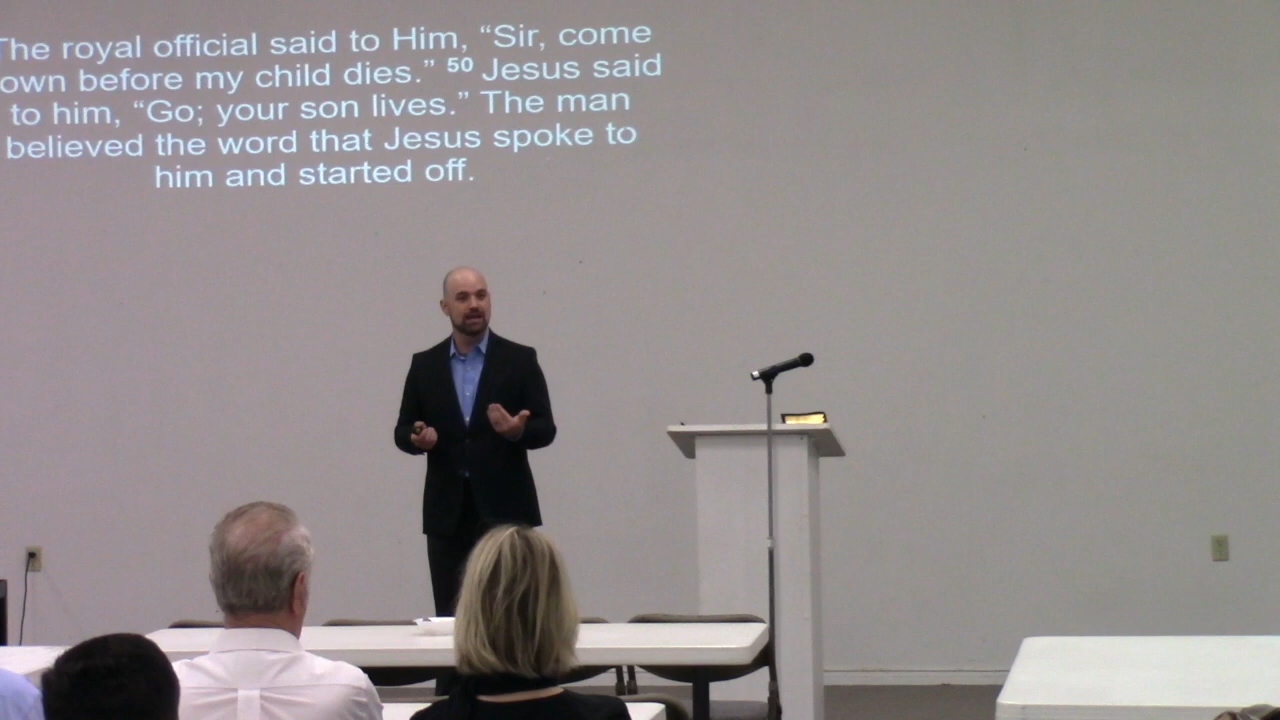 The royal official said to Him, “Sir, come
own before my child dies.” 50 Jesus said
to him, “Go; your son lives.” The man
believed the word that Jesus spoke to
him and started off.